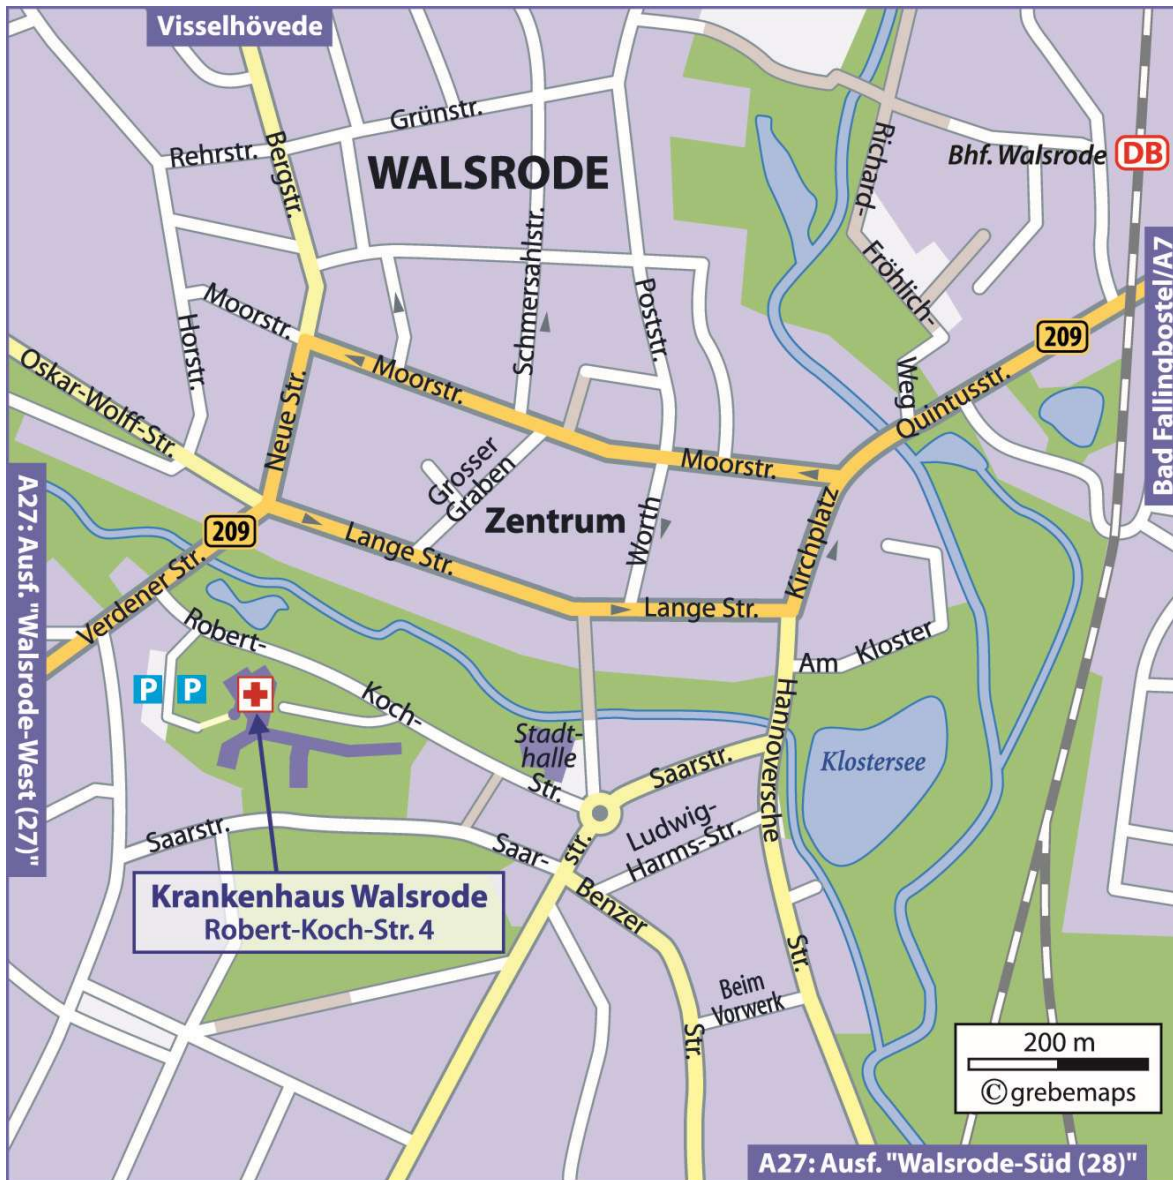 Visselhövede
Grünstr.
Rehrstr.
Bergstr.
WALSRODE
Richard-
Fröhlich-
Weg
Bhf. Walsrode
DB
Bad Fallingbostel/A7
209
Quintusstr.
Schmersahlstr.
Poststr.
Moorstr.
Horstr.
Moorstr.
Neue Str.
Oskar-Wolff-Str.
Moorstr.
Grosser
Graben
Zentrum
Worth
Kirchplatz
209
Lange Str.
Lange Str.
Verdener Str.
A27: Ausf. "Walsrode-West (27)"
Am Kloster
Robert-
Koch-
Str.
P
P
Stadt-
halle
Hannoversche
Str.
Klostersee
Saarstr.
Ludwig-
Harms-Str.
Saarstr.
Saar-
str.
Benzer
Str.
Krankenhaus Walsrode
Robert-Koch-Str. 4
Beim
Vorwerk
200 m
© grebemaps
A27: Ausf. "Walsrode-Süd (28)"